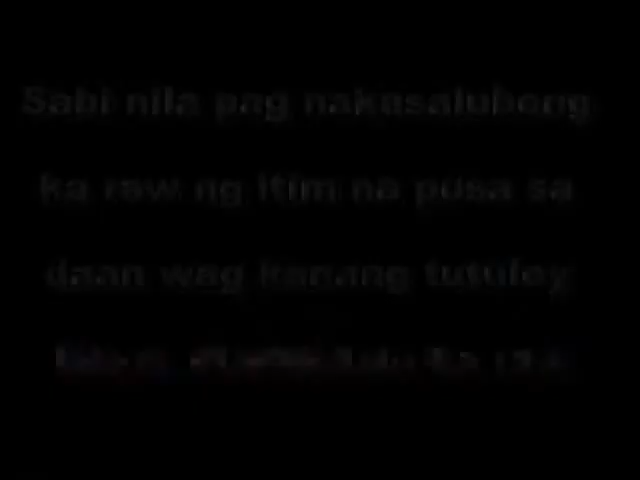 Sabi nila pag nakasalubong
ka raw ng itim na pusa sa
daan wag kanang tutuloy